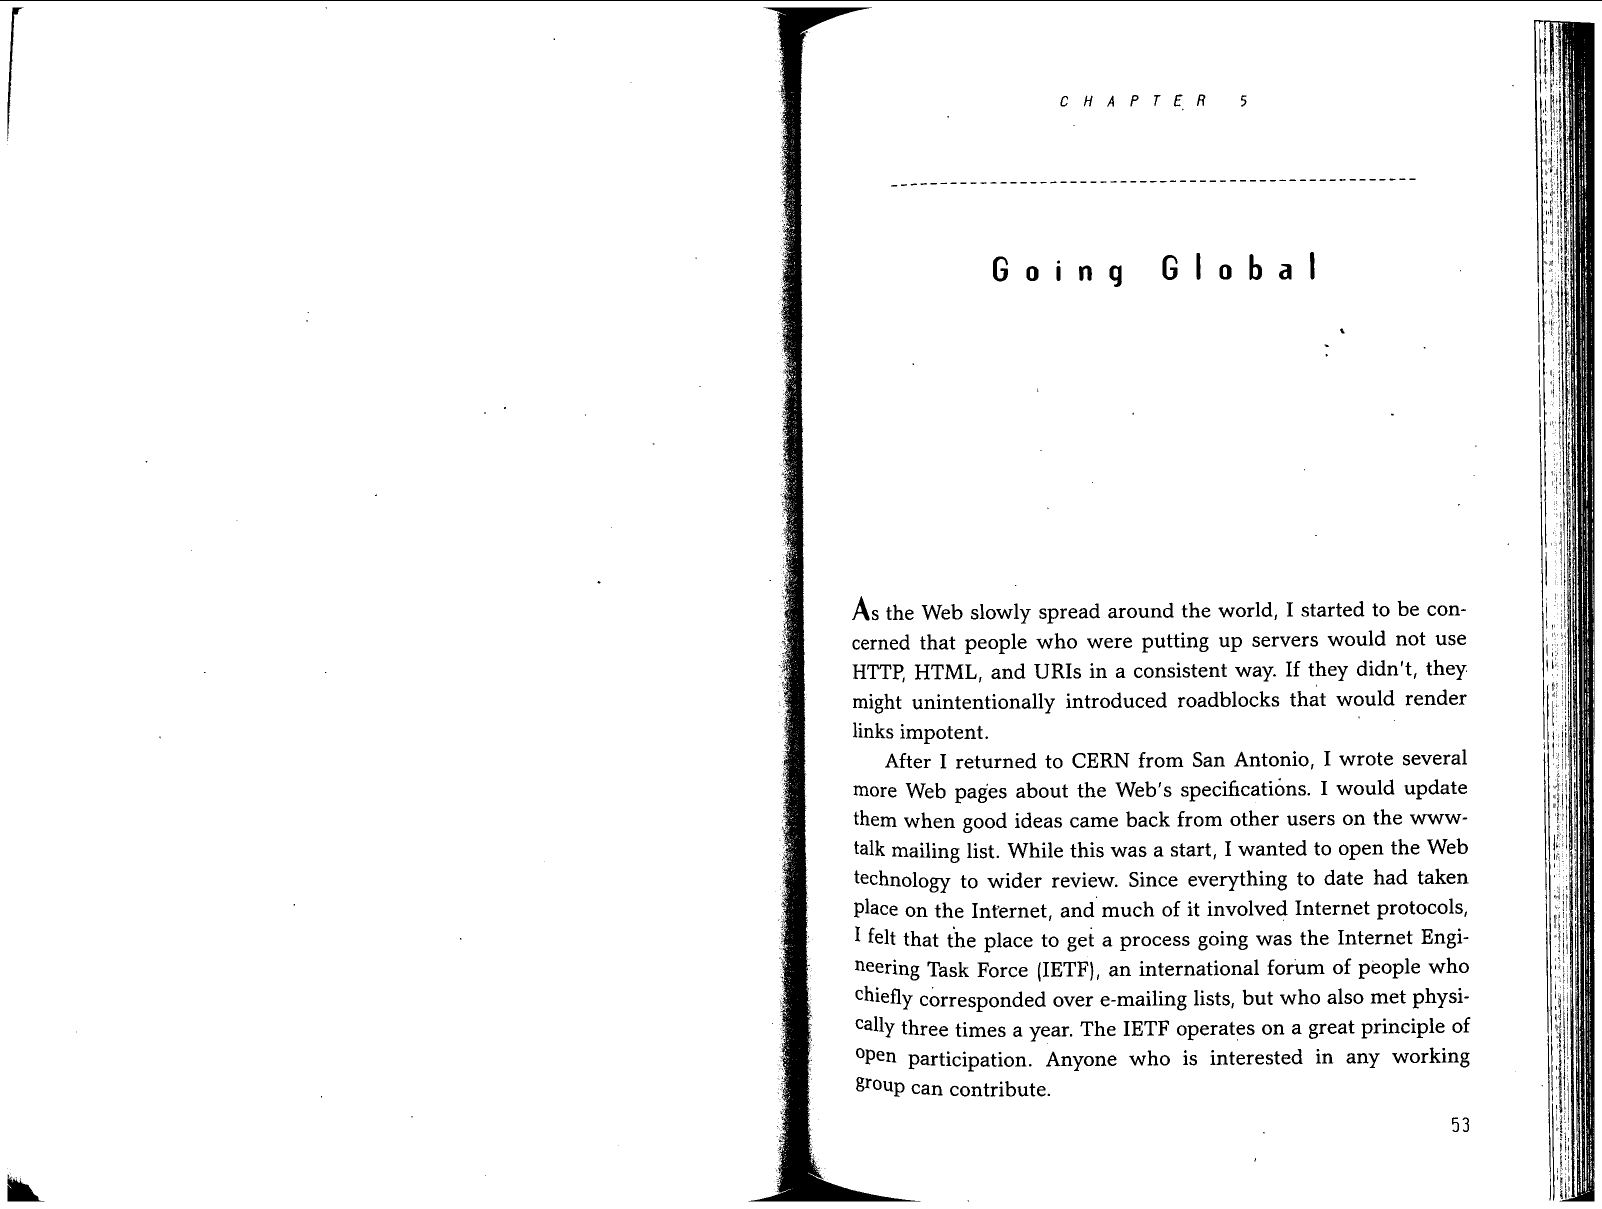 CHAPTER 5
Going Global
As the Web slowly spread around the world, I started to be con-
cerned that people who were putting up servers would not use
HTTP, HTML, and URIs in a consistent way. If they didn't, they
might unintentionally introduced roadblocks that would render
links impotent.
After I returned to CERN from San Antonio, I wrote several
more Web pages about the Web's specifications. I would update
them when good ideas came back from other users on the www-
talk mailing list. While this was a start, I wanted to open the Web
technology to wider review. Since everything to date had taken
place on the Internet, and much of it involved Internet protocols,
I felt that the place to get a process going was the Internet Engi-
neering Task Force (IETF), an international forum of people who
chiefly corresponded over e-mailing lists, but who also met physi-
cally three times a year. The IETF operates on a great principle of
open participation. Anyone who is interested in any working
group can contribute.
53